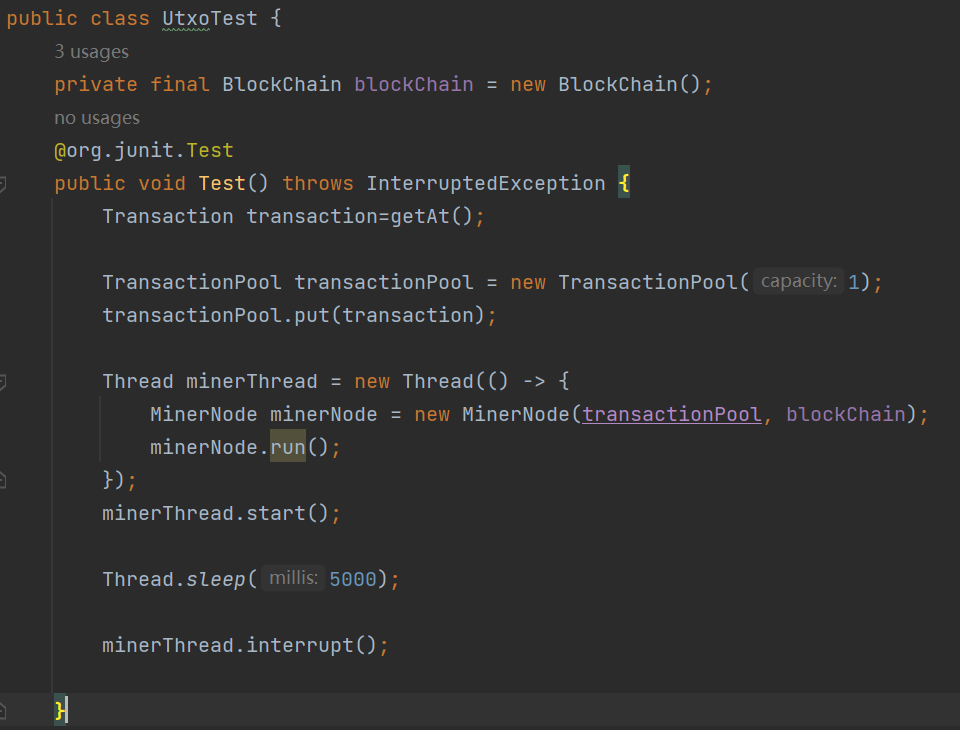 public class UtxoTest {
3 usages
private final BlockChain blockChain = new BlockChain();
no usages
@org.junit.Test
public void Test() throws InterruptedException {
Transaction transaction=getAt();
TransactionPool transactionPool = new TransactionPool( capacity: 1);
transactionPool.put(transaction);
Thread minerThread = new Thread(() -> {
MinerNode minerNode = new MinerNode(transactionPool, blockChain);
minerNode.run();
});
minerThread.start();
Thread.sleep( millis: 5000);
minerThread.interrupt();
}